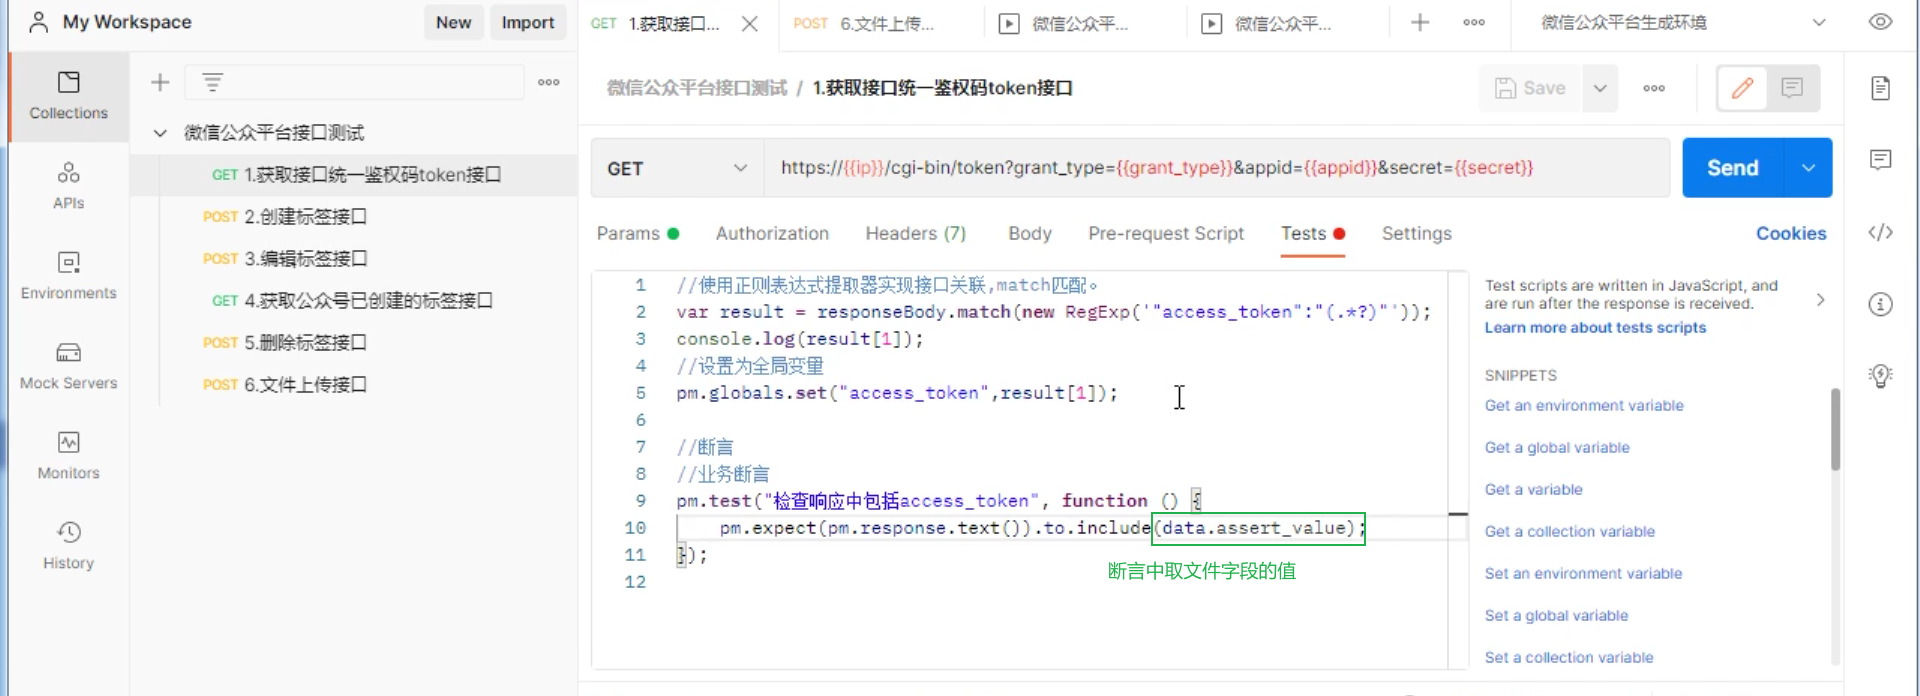 My Workspace
New
Import
GET 1.获取接口...
POST 6.文件上传...
微信公众平...
微信公众平...
微信公众平台生成环境
Collections
APIs
Environments
Mock Servers
Monitors
History
微信公众平台接口测试
GET 1.获取接口统一鉴权码token接口
POST 2.创建标签接口
POST 3.编辑标签接口
GET 4.获取公众号已创建的标签接口
POST 5.删除标签接口
POST 6.文件上传接口
微信公众平台接口测试 / 1.获取接口统一鉴权码token接口
Save
GET
https://{{ip}}/cgi-bin/token?grant_type={{grant_type}}&appid={{appid}}&secret={{secret}}
Send
Params
Authorization
Headers (7)
Body
Pre-request Script
Tests
Settings
Cookies
1 //使用正则表达式提取器实现接口关联,match匹配。
2 var result = responseBody.match(new RegExp('"access_token":"(.*?)"'));
3 console.log(result[1]);
4 //设置为全局变量
5 pm.globals.set("access_token",result[1]);
6
7 //断言
8 //业务断言
9 pm.test("检查响应中包括access_token", function () {
10 pm.expect(pm.response.text()).to.include(data.assert_value);
11 });
12
断言中取文件字段的值
Test scripts are written in JavaScript, and
are run after the response is received.
Learn more about tests scripts
SNIPPETS
Get an environment variable
Get a global variable
Get a variable
Get a collection variable
Set an environment variable
Set a global variable
Set a collection variable